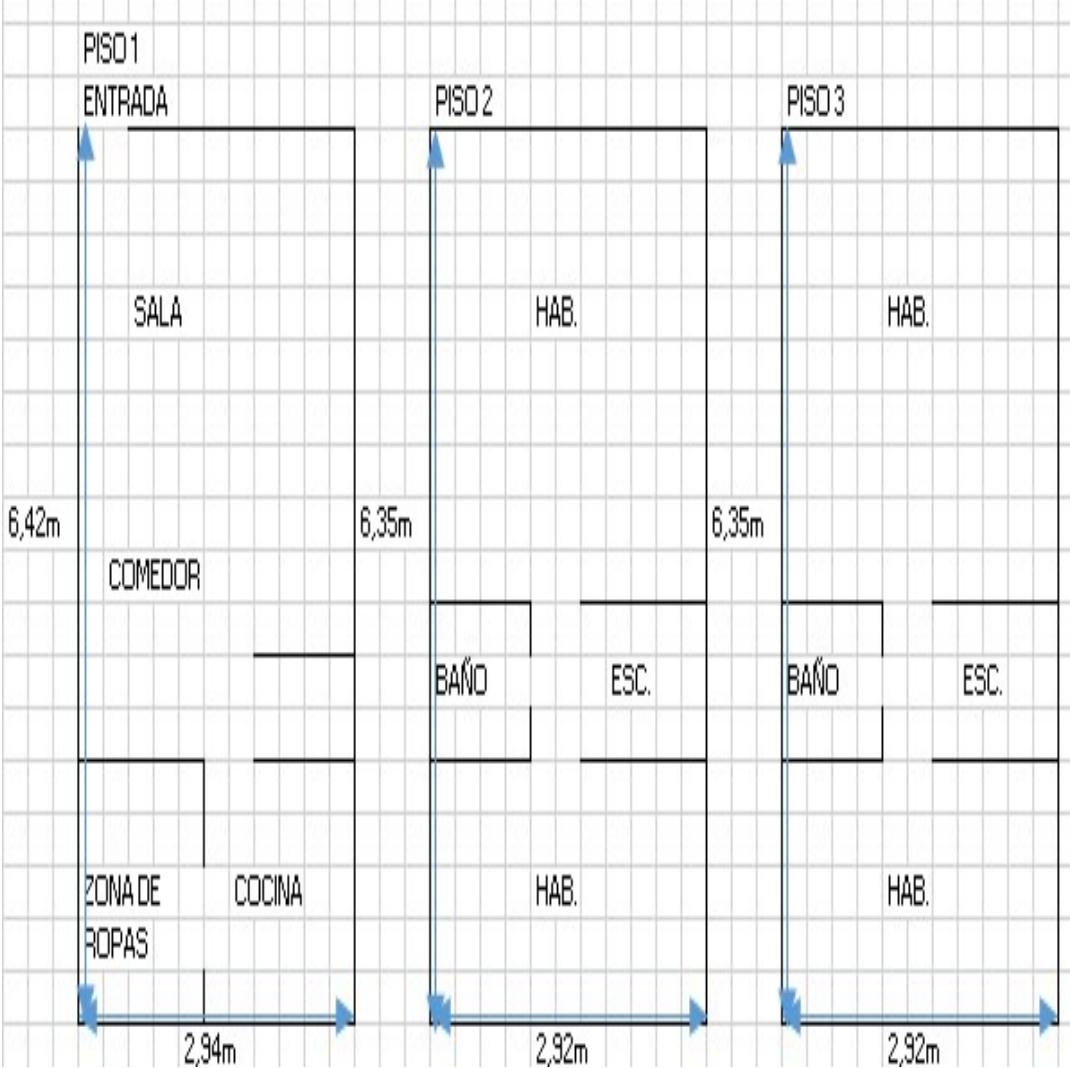 PISO 1
ENTRADA
SALA
6,42m
COMEDOR
ZONA DE
ROPAS
COCINA
2,94m
PISO 2
HAB.
6,35m
BAÑO
ESC.
HAB.
2,92m
PISO 3
HAB.
6,35m
BAÑO
ESC.
HAB.
2,92m